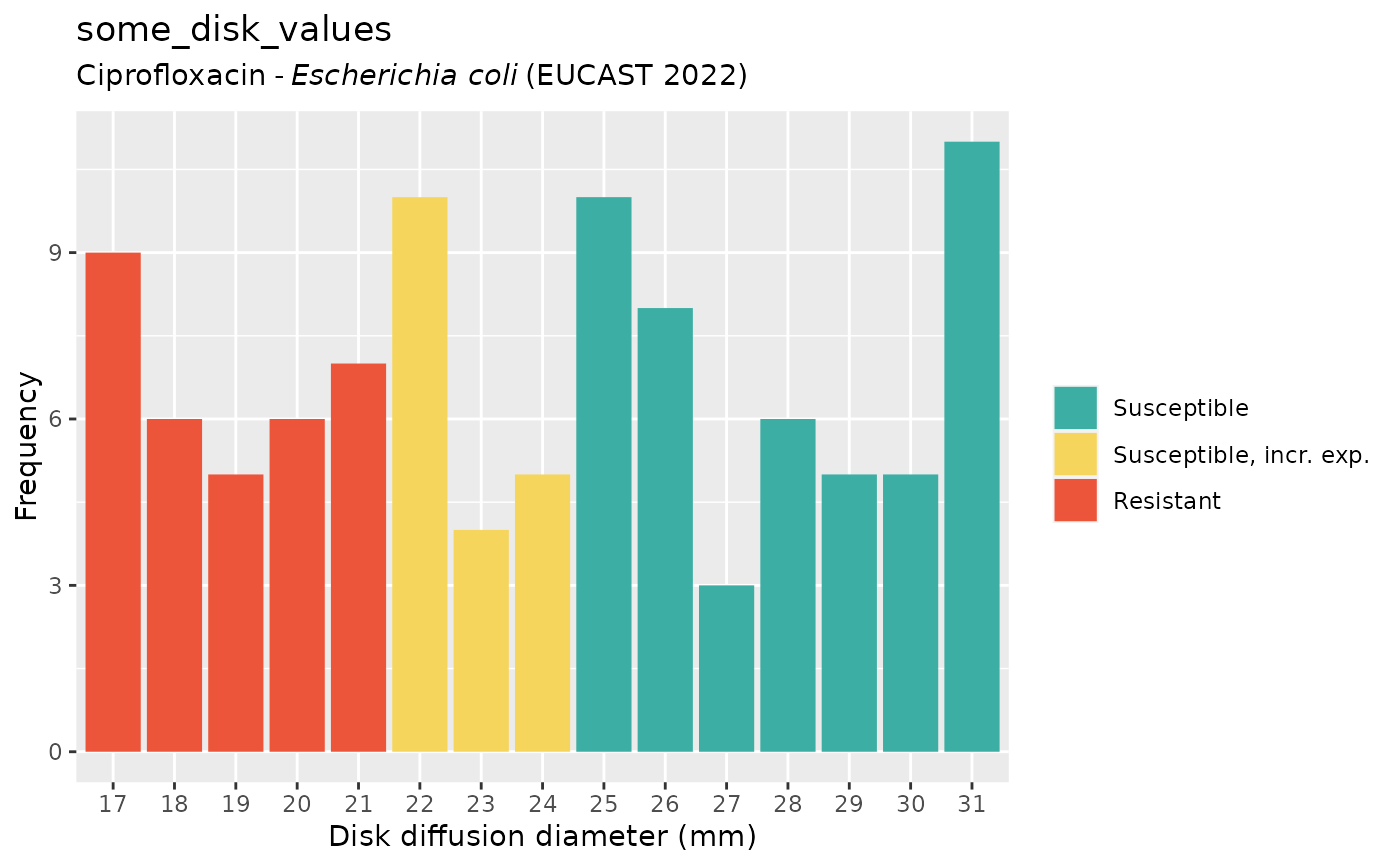 some_disk_values
Ciprofloxacin - Escherichia coli (EUCAST 2022)
Frequency
9
6
3
0
17 18 19 20 21 22 23 24 25 26 27 28 29 30 31
Disk diffusion diameter (mm)
Susceptible
Susceptible, incr. exp.
Resistant